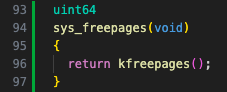 93 uint64
94 sys_freepages(void)
95 {
96   return kfreepages();
97 }